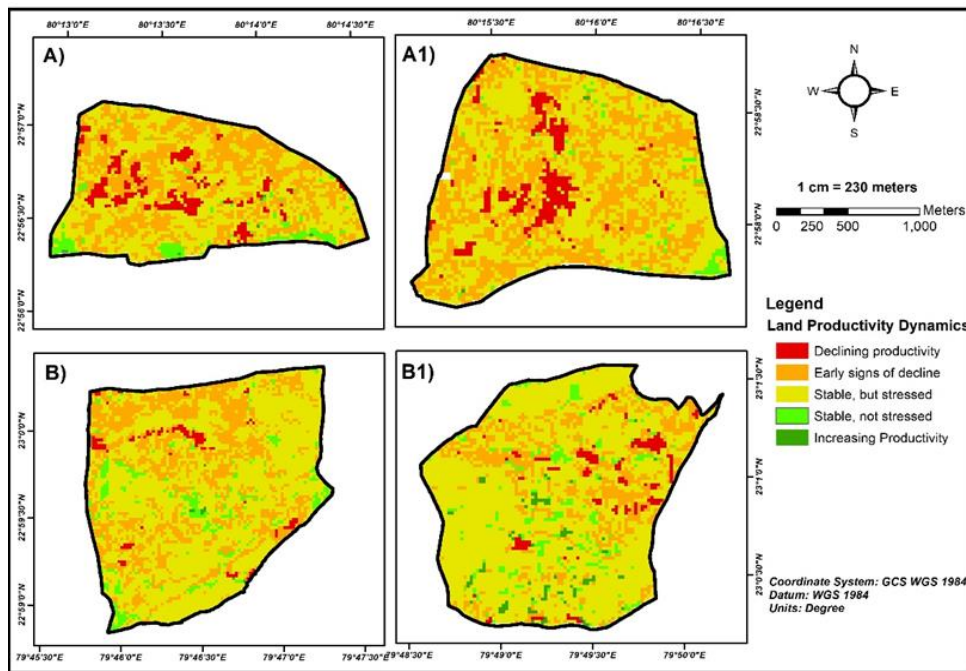 80°13'0"E 80°13'30"E 80°14'0"E 80°14'30"E
80°15'30"E 80°16'0"E 80°16'30"E
A)
22°57'0"N
22°56'30"N
22°56'0"N
A1)
22°58'30"N
22°58'0"N
N
W E
S
1 cm = 230 meters
Meters
0 250 500 1,000
Legend
Land Productivity Dynamics
Declining productivity
Early signs of decline
Stable, but stressed
Stable, not stressed
Increasing Productivity
B)
23°0'0"N
22°59'30"N
22°59'0"N
B1)
23°1'30"N
23°1'0"N
23°0'30"N
79°45'0"E 79°46'0"E 79°46'30"E 79°47'0"E 79°47'30"E
79°48'30"E 79°49'0"E 79°49'30"E 79°50'0"E
Coordinate System: GCS WGS 1984
Datum: WGS 1984
Units: Degree